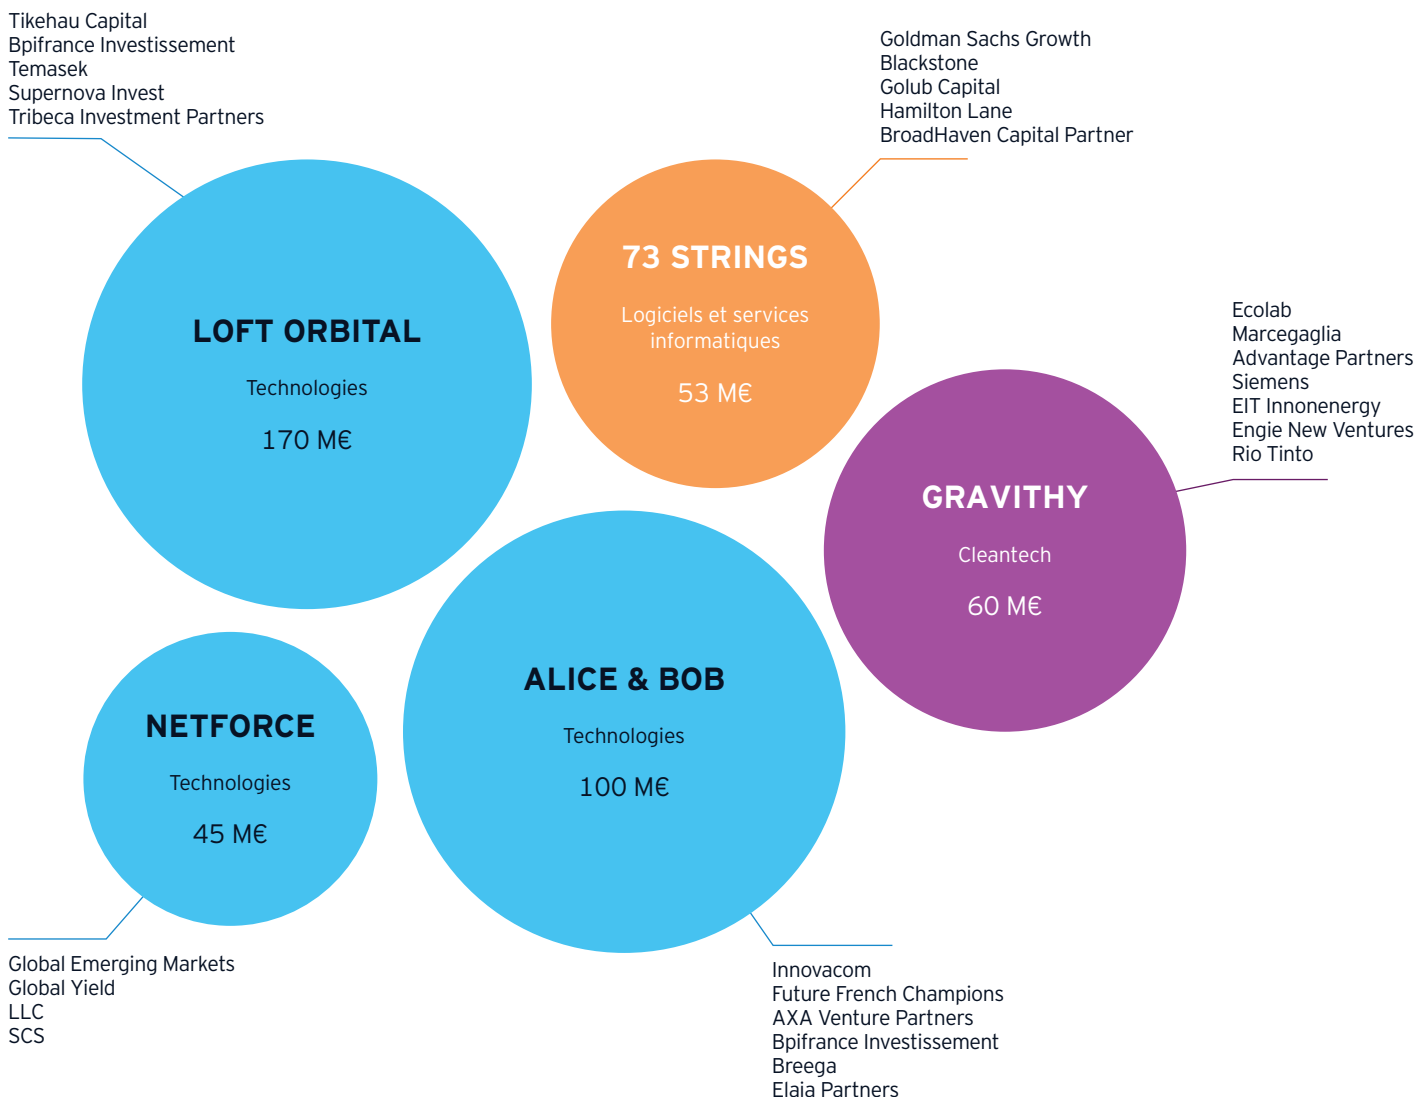 Tikehau Capital
Bpifrance Investissement
Temasek
Supernova Invest
Tribeca Investment Partners
LOFT ORBITAL
Technologies
170 M€
Goldman Sachs Growth
Blackstone
Golub Capital
Hamilton Lane
BroadHaven Capital Partner
73 STRINGS
Logiciels et services
informatiques
53 M€
Ecolab
Marcegaglia
Advantage Partners
Siemens
EIT Innonenergy
Engie New Ventures
Rio Tinto
GRAVITHY
Cleantech
60 M€
NETFORCE
Technologies
45 M€
Global Emerging Markets
Global Yield
LLC
SCS
ALICE & BOB
Technologies
100 M€
Innovacom
Future French Champions
AXA Venture Partners
Bpifrance Investissement
Breega
Elaia Partners